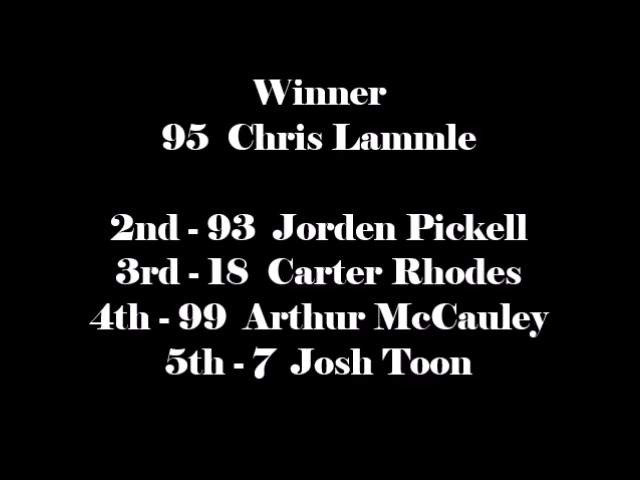 Winner
95 Chris Lammle
2nd - 93 Jorden Pickell
3rd - 18 Carter Rhodes
4th - 99 Arthur McCauley
5th - 7 Josh Toon